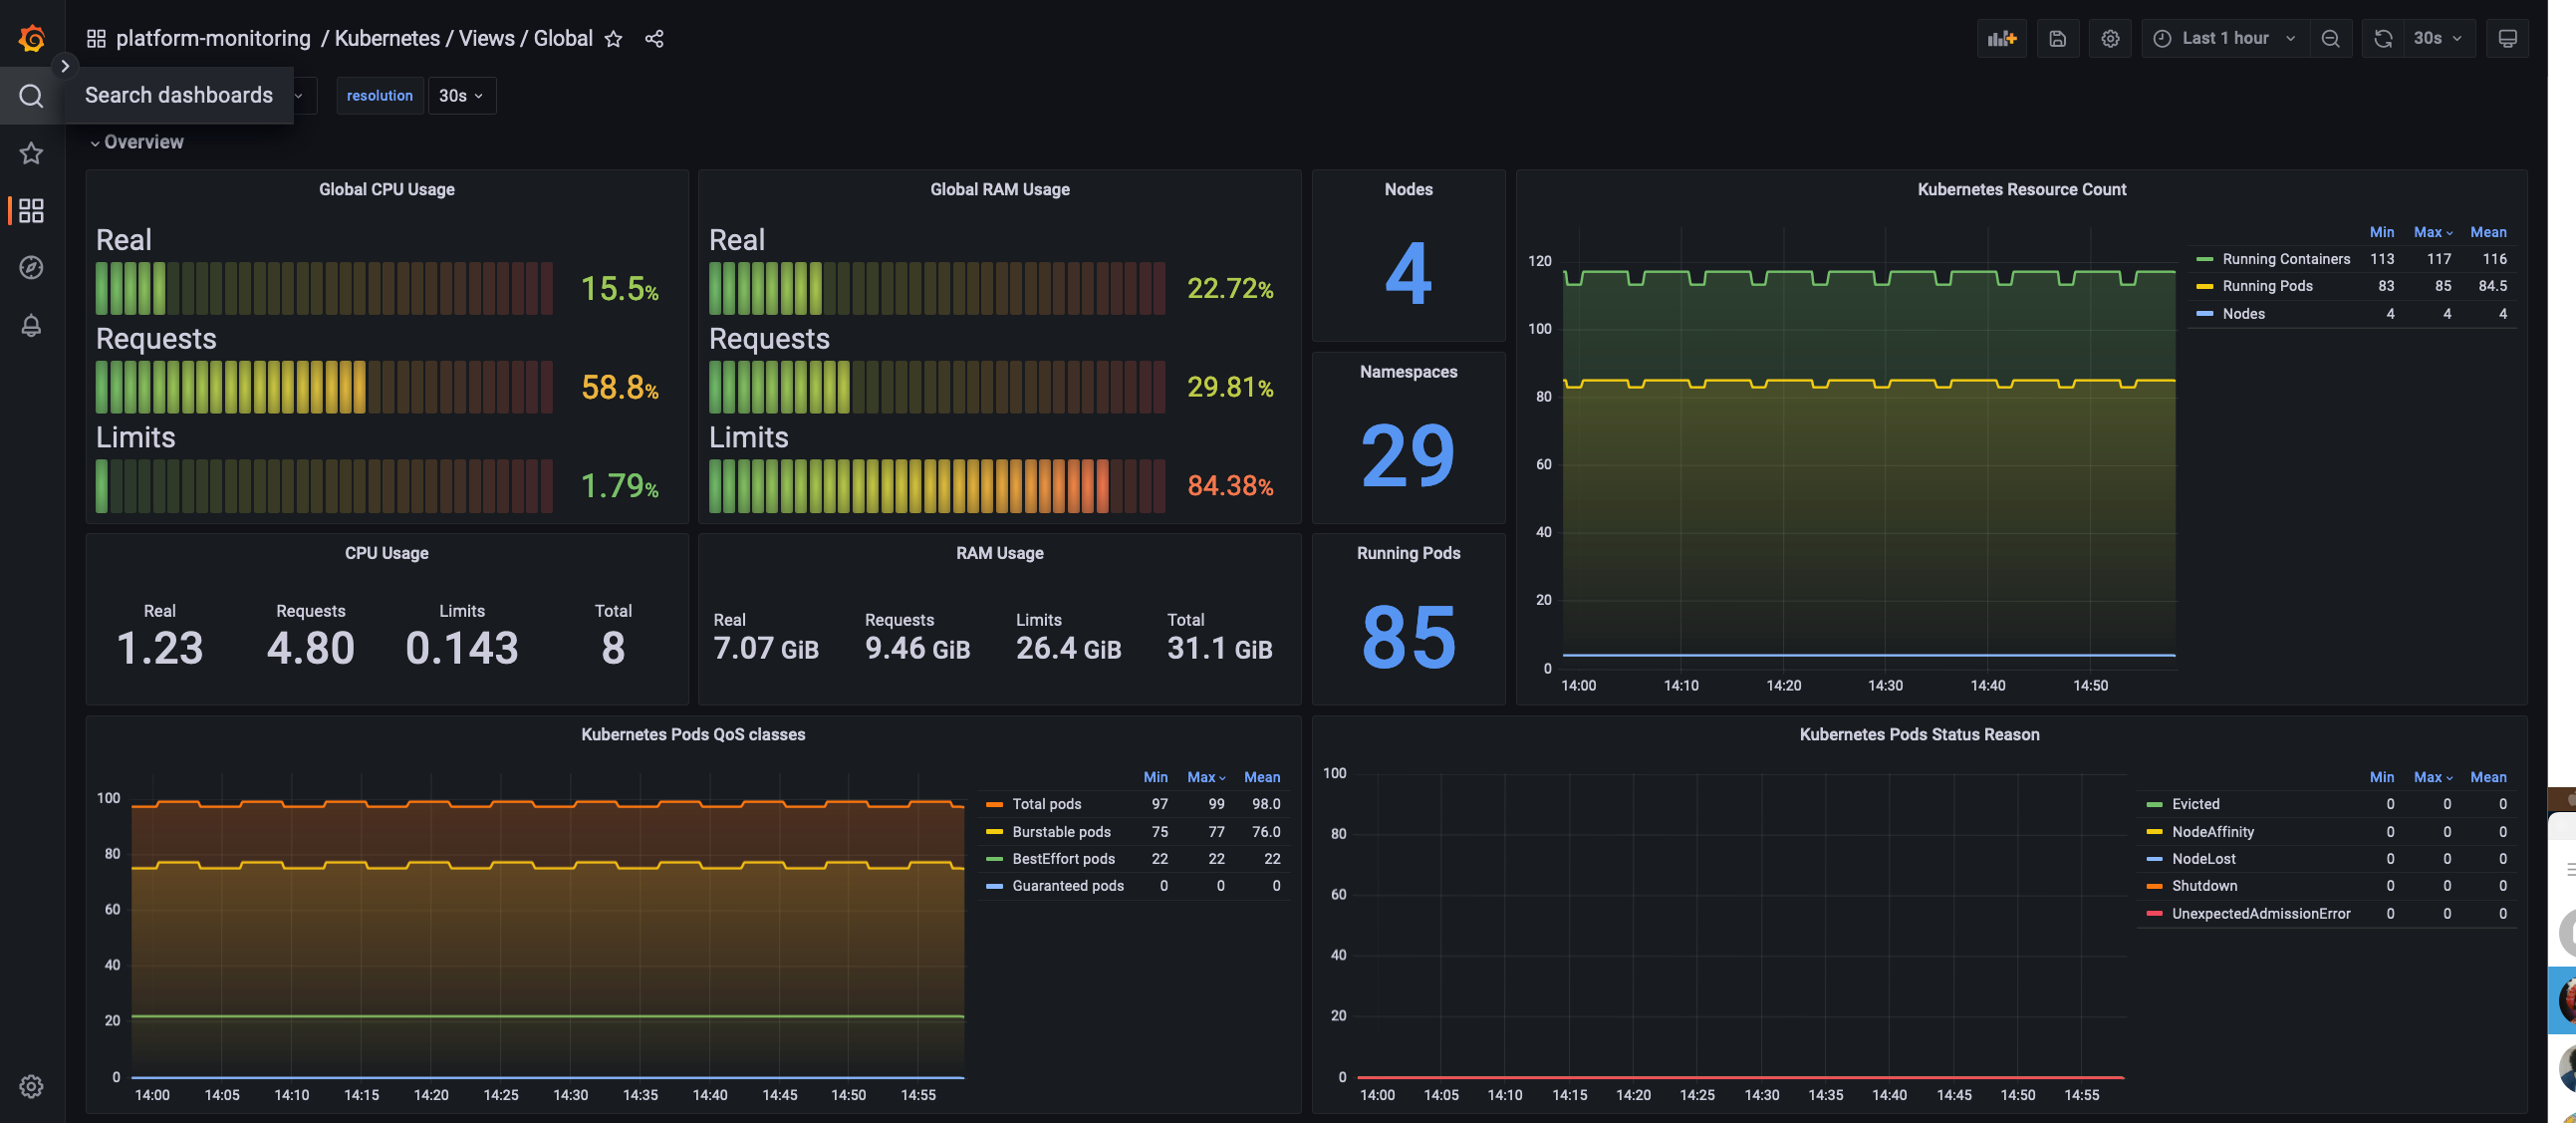 platform-monitoring / Kubernetes / Views / Global
Last 1 hour
30s
Search dashboards
resolution
30s
Overview
Global CPU Usage
Real
15.5%
Requests
58.8%
Limits
1.79%
Global RAM Usage
Real
22.72%
Requests
29.81%
Limits
84.38%
Nodes
4
Namespaces
29
Running Pods
85
CPU Usage
Real Requests Limits Total
1.23 4.80 0.143 8
RAM Usage
Real Requests Limits Total
7.07 GiB 9.46 GiB 26.4 GiB 31.1 GiB
Kubernetes Resource Count
120
100
80
60
40
20
0
14:00 14:10 14:20 14:30 14:40 14:50
Min Max Mean
Running Containers 113 117 116
Running Pods 83 85 84.5
Nodes 4 4 4
Kubernetes Pods QoS classes
100
80
60
40
20
0
14:00 14:05 14:10 14:15 14:20 14:25 14:30 14:35 14:40 14:45 14:50 14:55
Min Max Mean
Total pods 97 99 98.0
Burstable pods 75 77 76.0
BestEffort pods 22 22 22
Guaranteed pods 0 0 0
Kubernetes Pods Status Reason
100
80
60
40
20
0
14:00 14:05 14:10 14:15 14:20 14:25 14:30 14:35 14:40 14:45 14:50 14:55
Min Max Mean
Evicted 0 0 0
NodeAffinity 0 0 0
NodeLost 0 0 0
Shutdown 0 0 0
UnexpectedAdmissionError 0 0 0